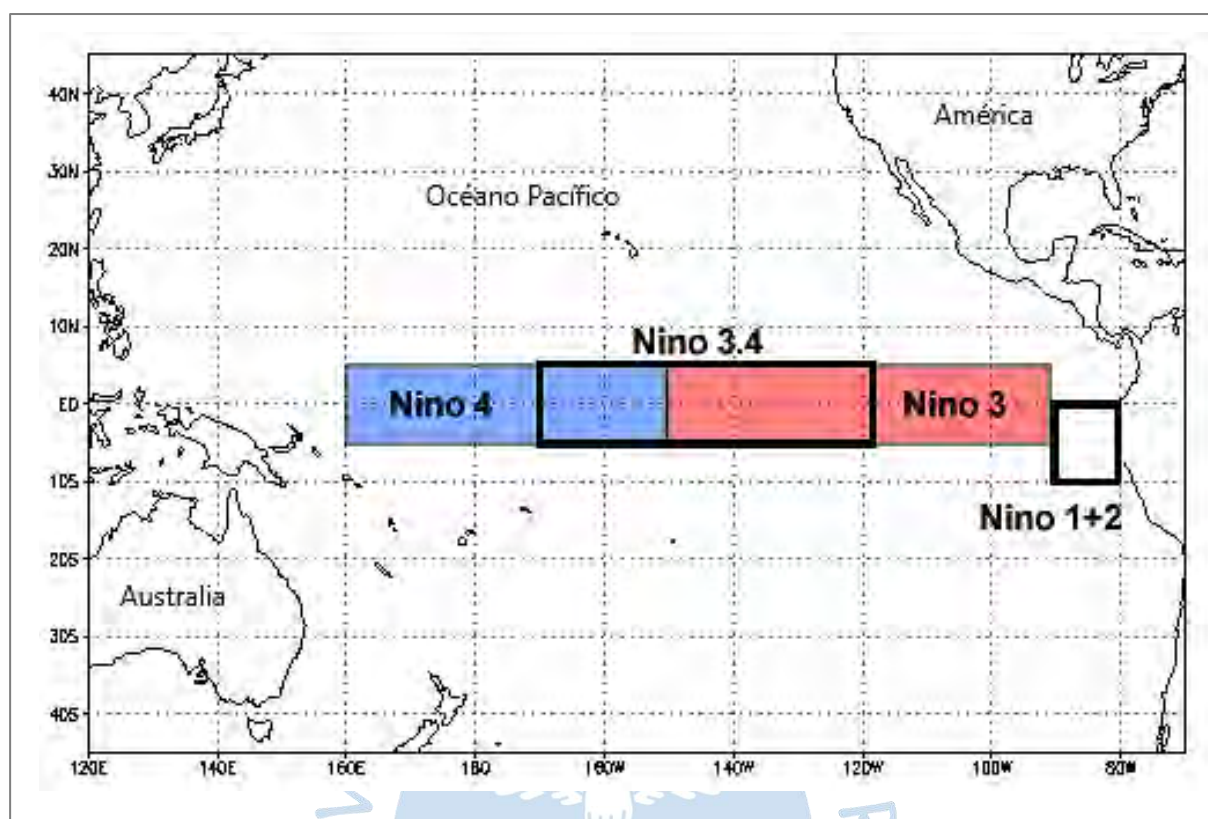 40N
América
30N
Océano Pacífico
20N
10N
Nino 3.4
EQ
Nino 4
Nino 3
10S
Nino 1+2
20S
Australia
30S
40S
120E 140E 160E 180 160W 140W 120W 100W 80W